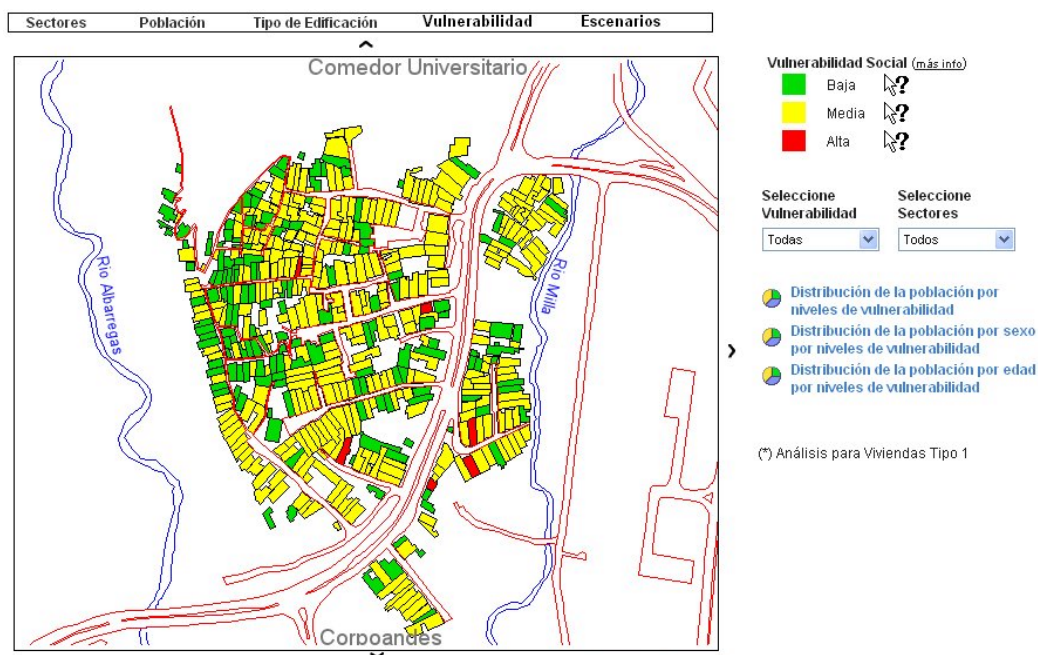 Sectores Población Tipo de Edificación Vulnerabilidad Escenarios
Comedor Universitario
Rio Albarregas
Rio Milla
Corpoandes
Vulnerabilidad Social (más info)
Baja ?
Media ?
Alta ?
Seleccione Vulnerabilidad
Todas
Seleccione Sectores
Todos
Distribución de la población por
niveles de vulnerabilidad
Distribución de la población por sexo
por niveles de vulnerabilidad
Distribución de la población por edad
por niveles de vulnerabilidad
(*) Análisis para Viviendas Tipo 1